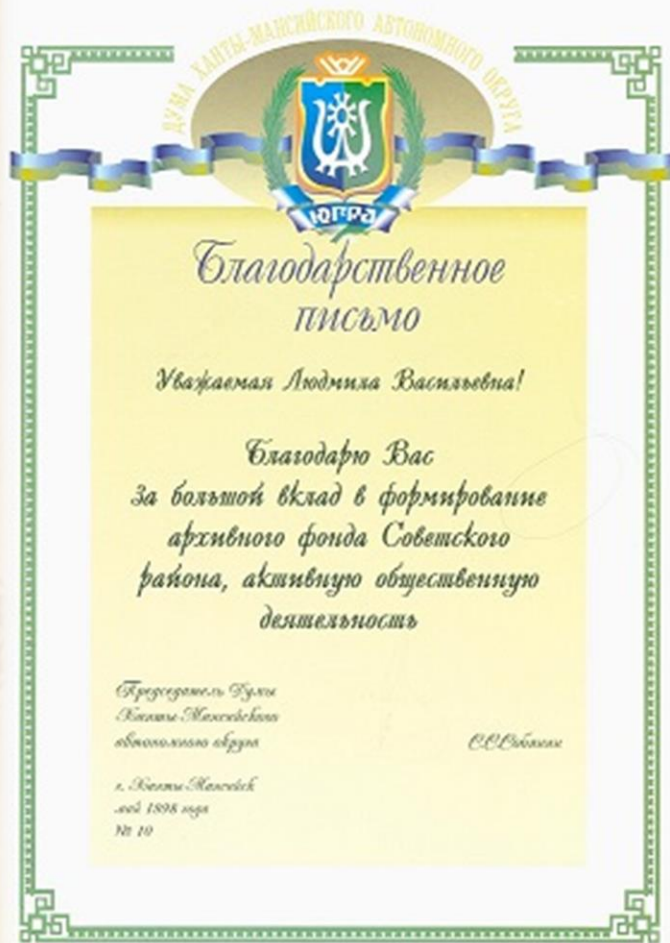 ДУМА ХАНТЫ-МАНСИЙСКОГО АВТОНОМНОГО ОКРУГА
ЮГРА
Благодарственное
письмо
Уважаемая Людмила Васильевна!
Благодарю Вас
за большой вклад в формирование
архивного фонда Советского
района, активную общественную
деятельность
Председатель Думы
Ханты-Мансийского
автономного округа
г. Ханты-Мансийск
май 1998 года
№ 10